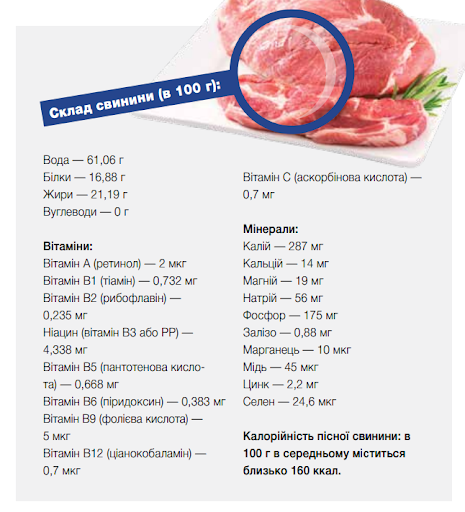 Склад свинини (в 100 г):
Вода — 61,06 г
Білки — 16,88 г
Жири — 21,19 г
Вуглеводи — 0 г
Вітаміни:
Вітамін А (ретинол) — 2 мкг
Вітамін В1 (тіамін) — 0,732 мг
Вітамін В2 (рибофлавін) —
0,235 мг
Ніацин (вітамін В3 або РР) —
4,338 мг
Вітамін В5 (пантотенова кисло-
та) — 0,668 мг
Вітамін В6 (піридоксин) — 0,383 мг
Вітамін В9 (фолієва кислота) —
5 мкг
Вітамін В12 (ціанокобаламін) —
0,7 мкг
Вітамін С (аскорбінова кислота) —
0,7 мг
Мінерали:
Калій — 287 мг
Кальцій — 14 мг
Магній — 19 мг
Натрій — 56 мг
Фосфор — 175 мг
Залізо — 0,88 мг
Марганець — 10 мкг
Мідь — 45 мкг
Цинк — 2,2 мг
Селен — 24,6 мкг
Калорійність пісної свинини: в
100 г в середньому міститься
близько 160 ккал.